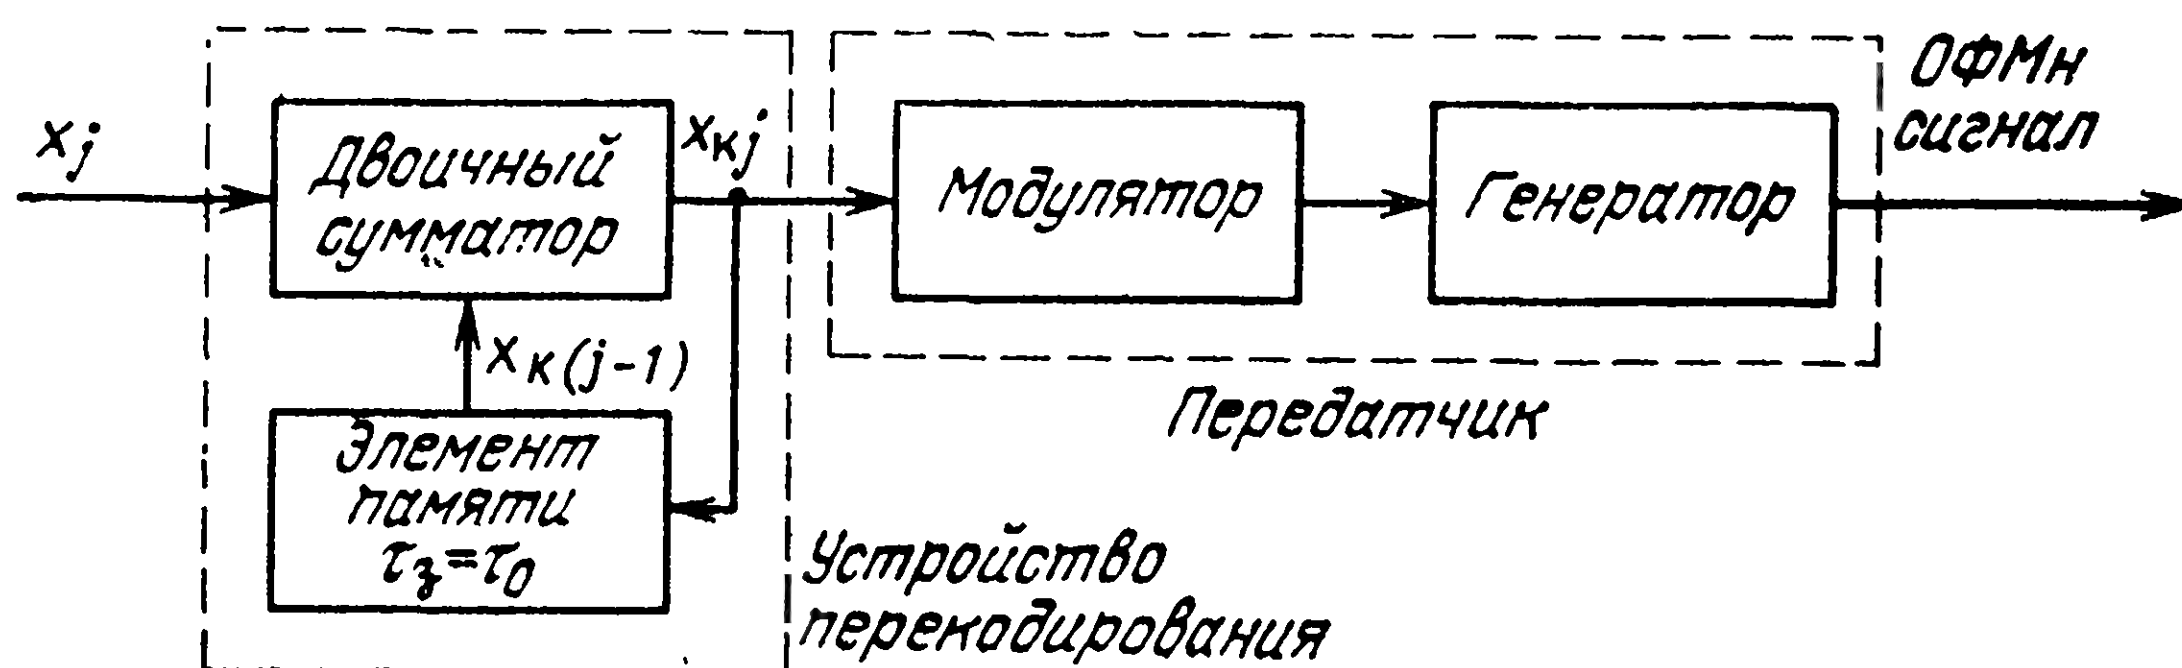 x_j
Двоичный
сумматор
x_кj
Модулятор
Генератор
ОФМн
сигнал
x_к(j-1)
Передатчик
Элемент
памяти
τ_з=τ_0
Устройство
перекодирования